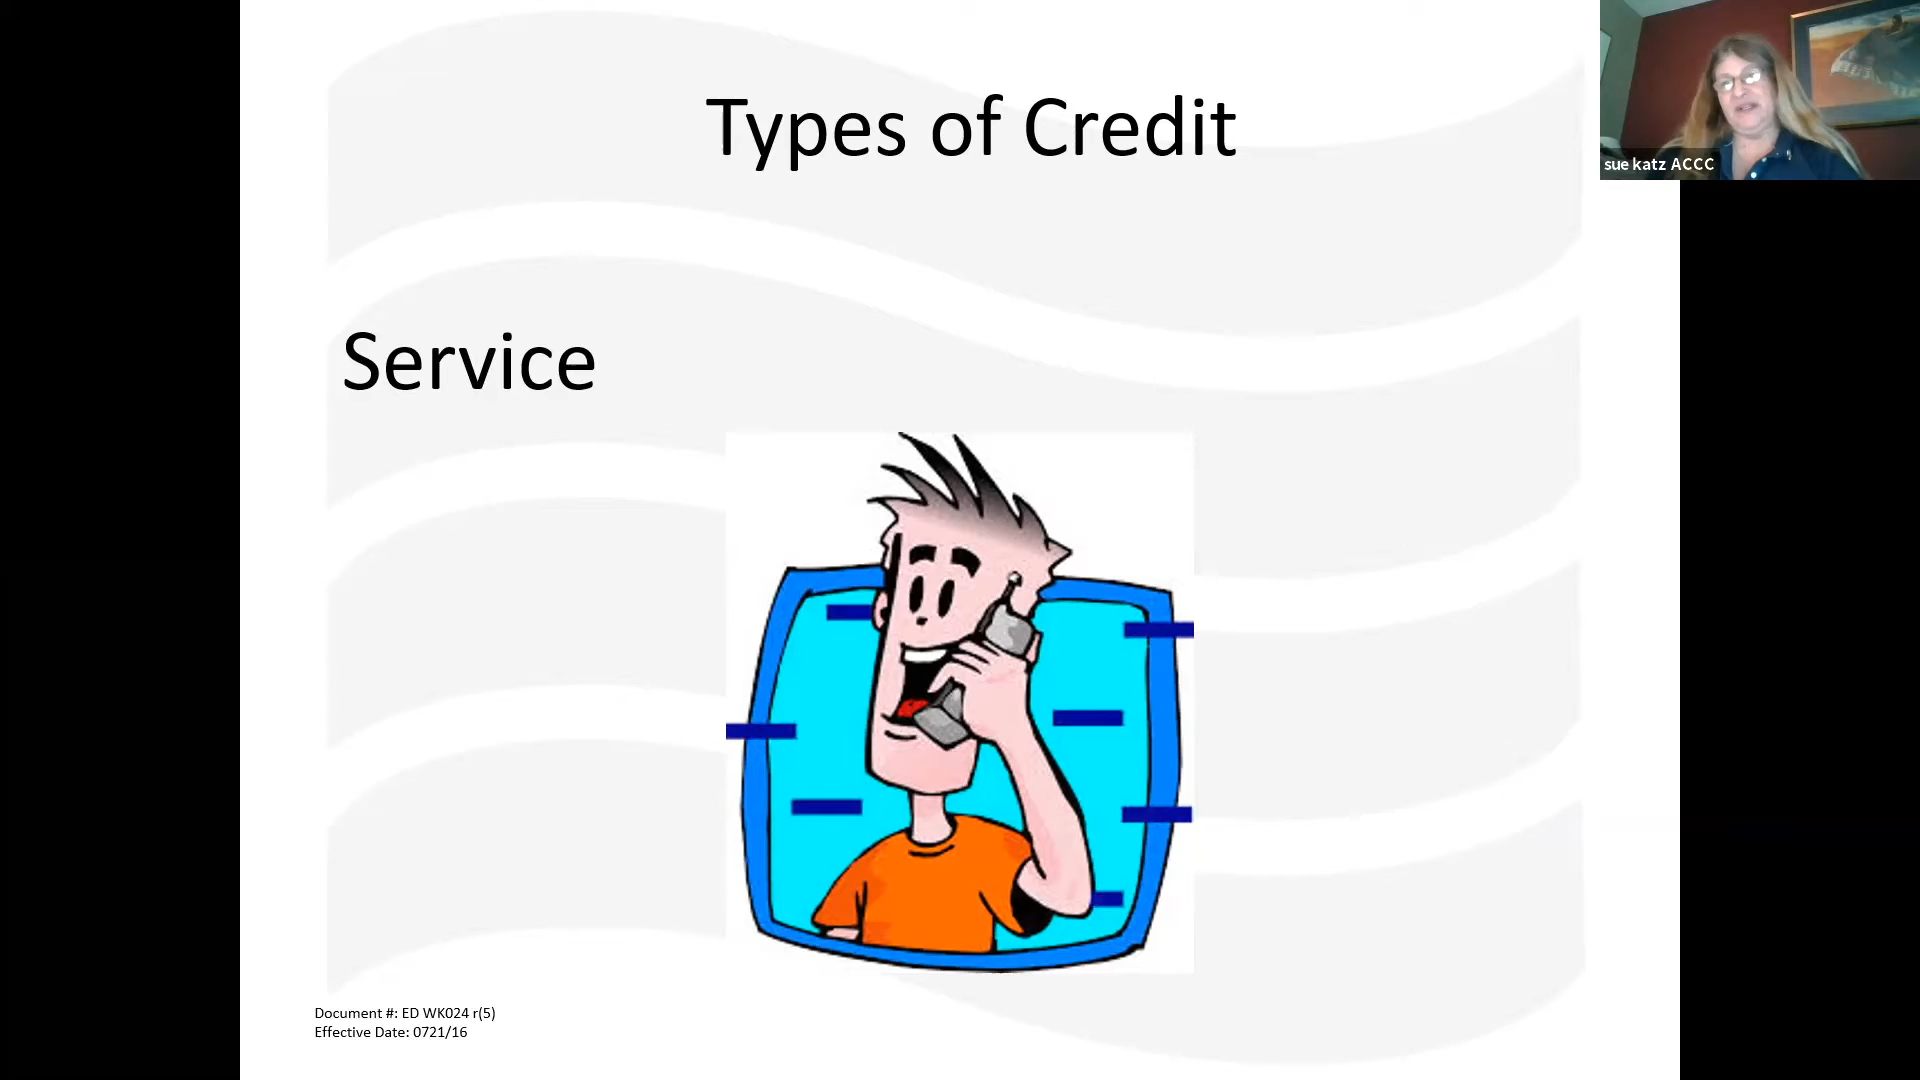 Types of Credit
sue katz ACCC
Service
Document #: ED WK024 r(5)
Effective Date: 0721/16